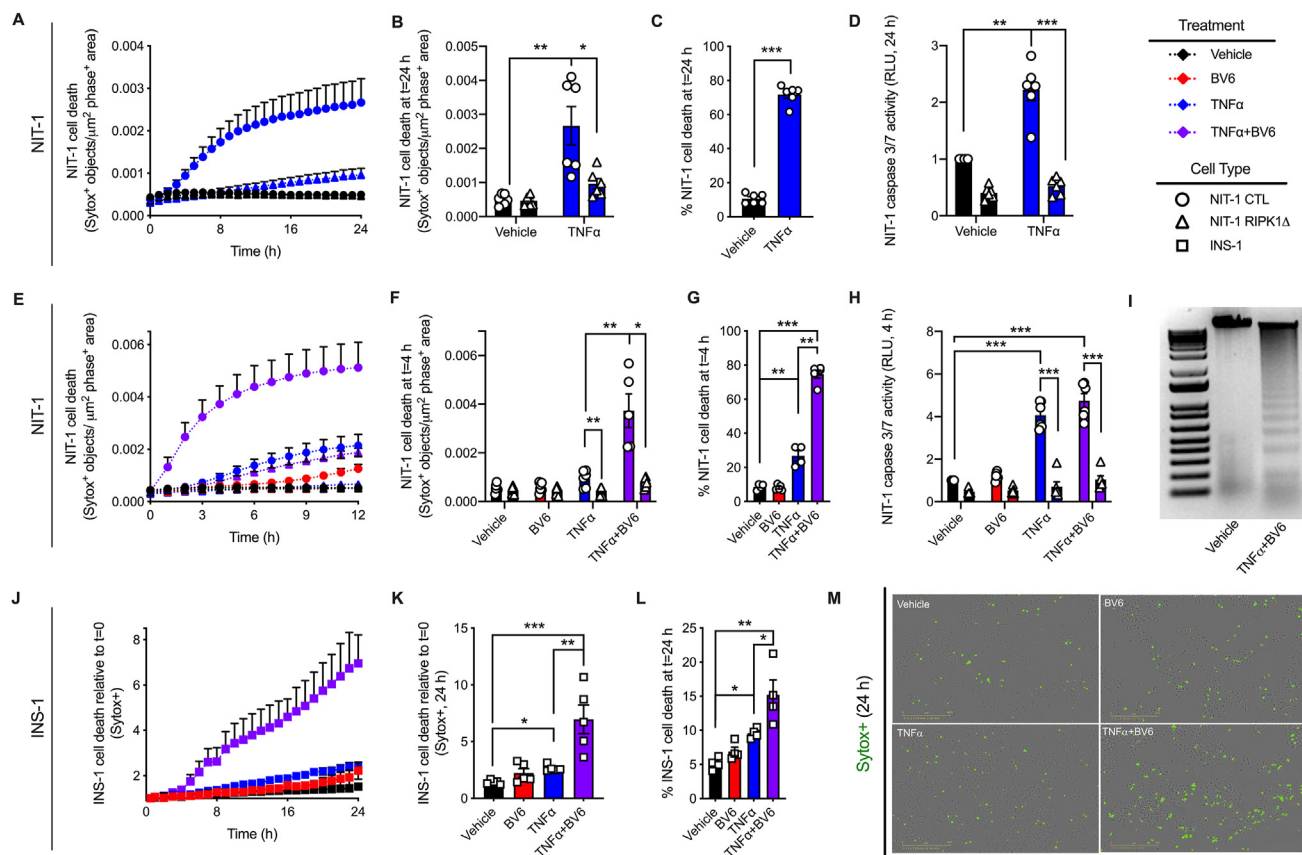 A
NIT-1
NIT-1 cell death
(Sytox+ objects/μm2 phase+ area)
0.004
0.003
0.002
0.001
0.000
0
8
16
24
Time (h)
B
NIT-1 cell death at t=24 h
(Sytox+ objects/μm2 phase+ area)
0.005
0.004
0.003
0.002
0.001
0.000
** *
Vehicle TNFα
C
% NIT-1 cell death at t=24 h
100
80
60
40
20
0
***
Vehicle
TNFα
D
NIT-1 caspase 3/7 activity (RLU, 24 h)
3
2
1
0
** ***
Vehicle TNFα
Treatment
Vehicle
BV6
TNFα
TNFα+BV6
Cell Type
NIT-1 CTL
NIT-1 RIPK1Δ
INS-1
E
NIT-1
NIT-1 cell death
(Sytox+ objects/ μm2 phase+ area)
0.006
0.004
0.002
0.000
0 3 6 9 12
Time (h)
F
NIT-1 cell death at t=4 h
(Sytox+ objects/μm2 phase+ area)
0.006
0.004
0.002
0.000
** *
**
Vehicle
BV6
TNFα
TNFα+BV6
G
% NIT-1 cell death at t=4 h
100
80
60
40
20
0
***
**
**
Vehicle
BV6
TNFα
TNFα+BV6
H
NIT-1 capase 3/7 activity (RLU, 4 h)
8
6
4
2
0
***
***
***
***
Vehicle
BV6
TNFα
TNFα+BV6
I
Vehicle
TNFα+BV6
J
INS-1
INS-1 cell death relative to t=0
(Sytox+)
8
6
4
2
0 8 16 24
Time (h)
K
INS-1 cell death relative to t=0
(Sytox+, 24 h)
15
10
5
0
***
**
*
Vehicle
BV6
TNFα
TNFα+BV6
L
% INS-1 cell death at t=24 h
25
20
15
10
5
0
**
*
*
Vehicle
BV6
TNFα
TNFα+BV6
M
Sytox+ (24 h)
Vehicle
BV6
TNFα
TNFα+BV6